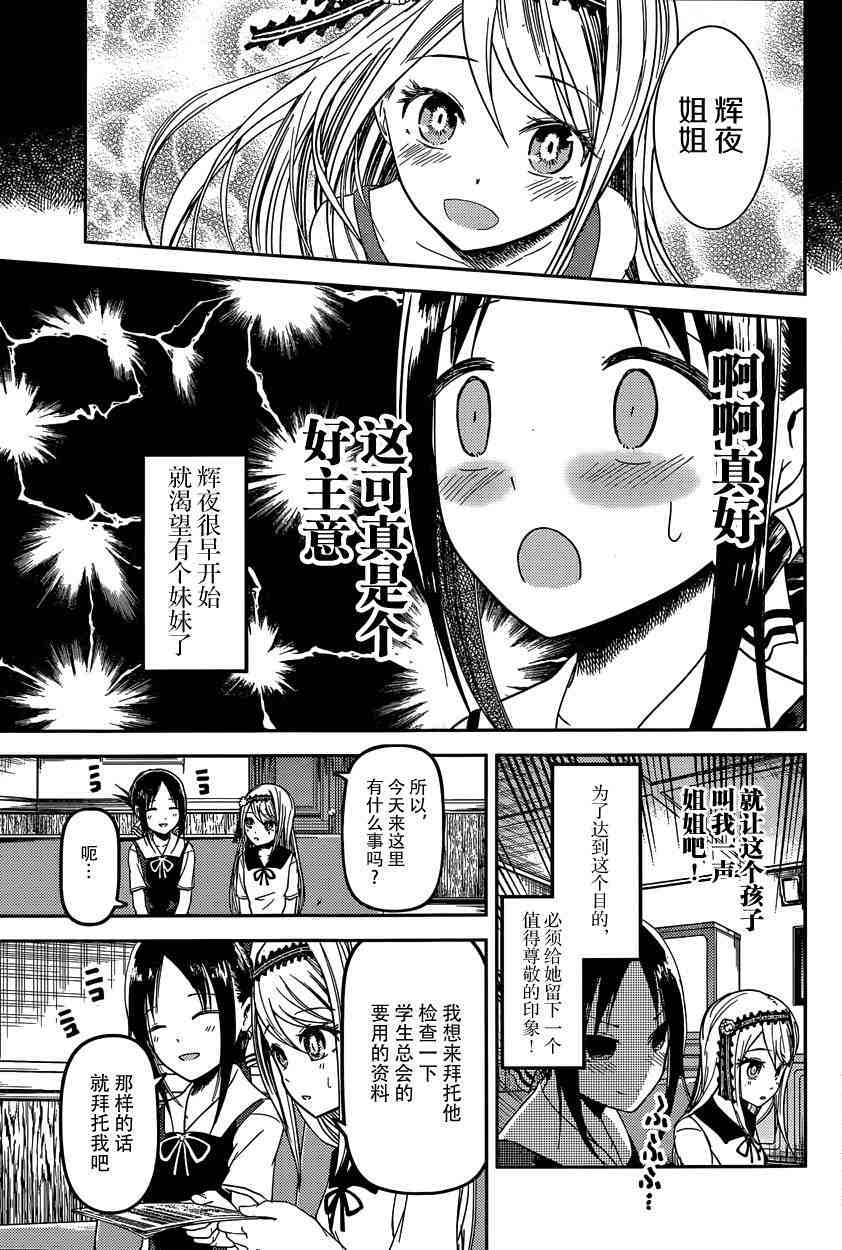 辉夜
姐姐
啊啊真好
这可真是个
好主意
辉夜很早开始
就渴望有个妹妹了
就让这个孩子
叫我一声
姐姐吧！
为了达到这个目的，
必须给她留下一个
值得尊敬的印象！
ふふふ…
所以，
今天来这里
有什么事吗？
呃…
我想来拜托他
检查一下
学生总会的
要用的资料
那样的话
就拜托我吧